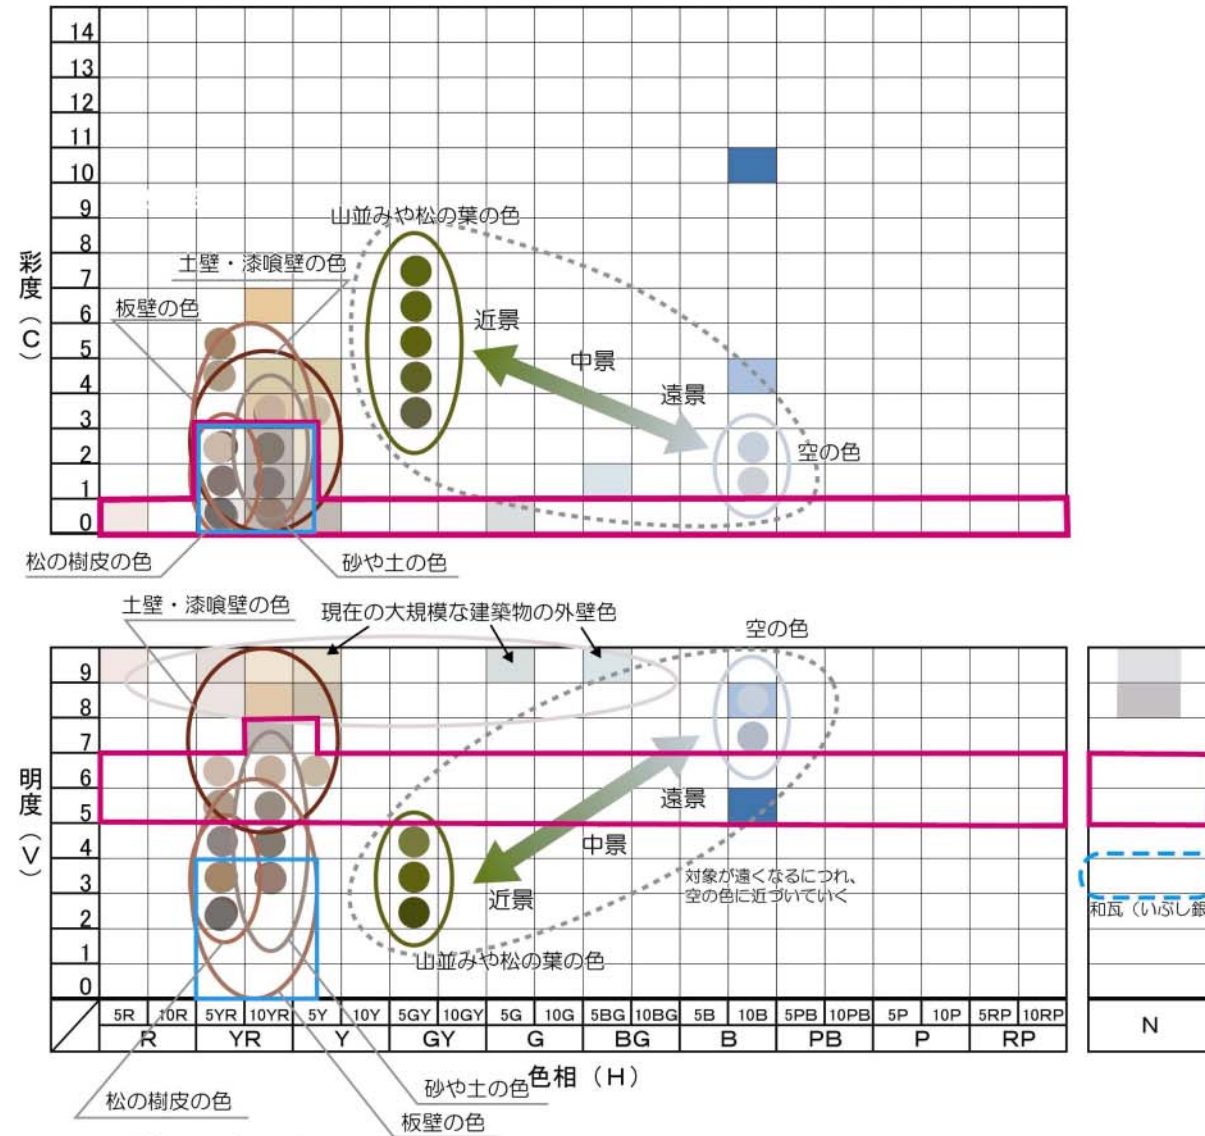 14
13
12
11
10
9
8
7
6
5
4
3
2
1
0
彩度（C）
山並みや松の葉の色
土壁・漆喰壁の色
板壁の色
近景
中景
遠景
空の色
松の樹皮の色
砂や土の色
土壁・漆喰壁の色
現在の大規模な建築物の外壁色
空の色
9
8
7
6
5
4
3
2
1
0
明度（V）
遠景
中景
近景
対象が遠くなるにつれ、
空の色に近づいていく
山並みや松の葉の色
和瓦（いぶし銀
5R 10R 5YR 10YR 5Y 10Y 5GY 10GY 5G 10G 5BG 10BG 5B 10B 5PB 10PB 5P 10P 5RP 10RP
R YR Y GY G BG B PB P RP
N
色相（H）
砂や土の色
松の樹皮の色
板壁の色